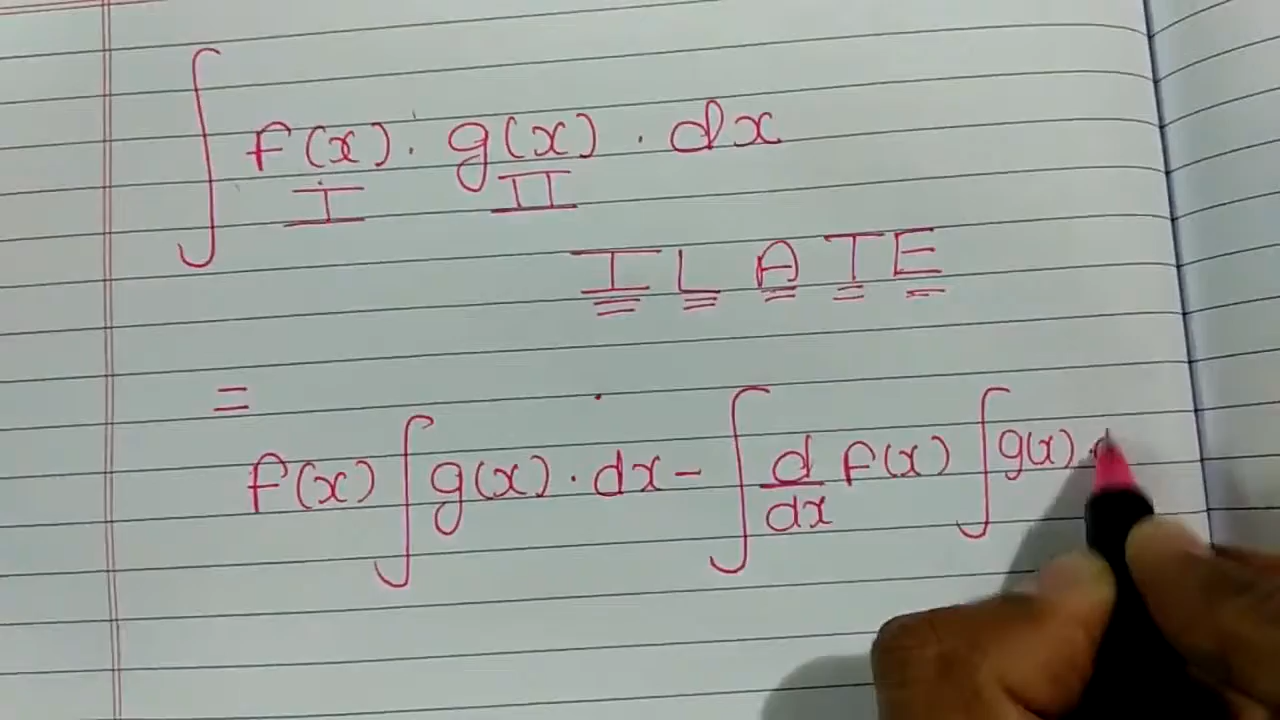 ∫ f(x) . g(x) . dx
I II
I L A T E
=
f(x) ∫ g(x) . dx - ∫ d/dx f(x) ∫ g(x) .